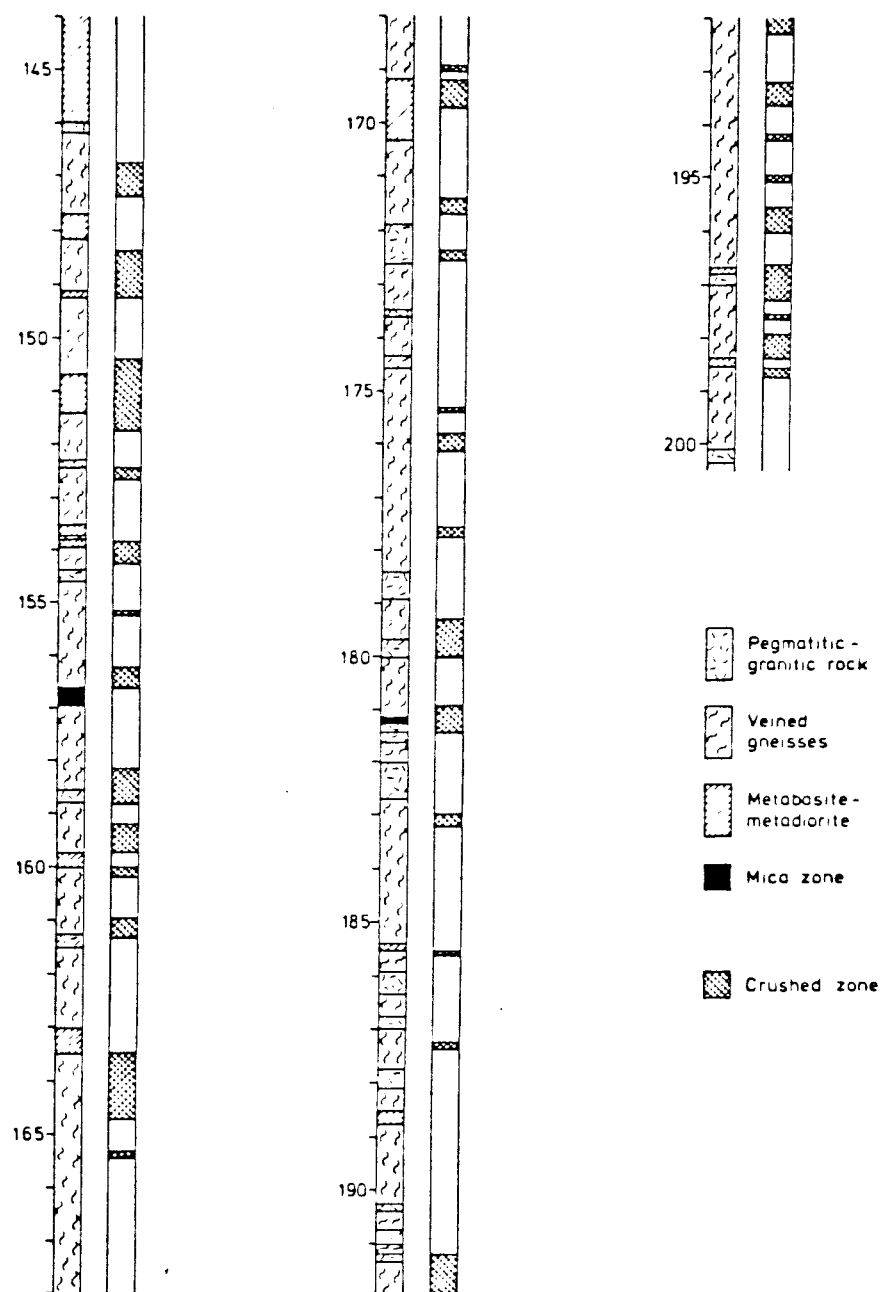 145
150
155
160
165
170
175
180
185
190
195
200
Pegmatitic-
granitic rock
Veined
gneisses
Metabasite-
metadiorite
Mica zone
Crushed zone